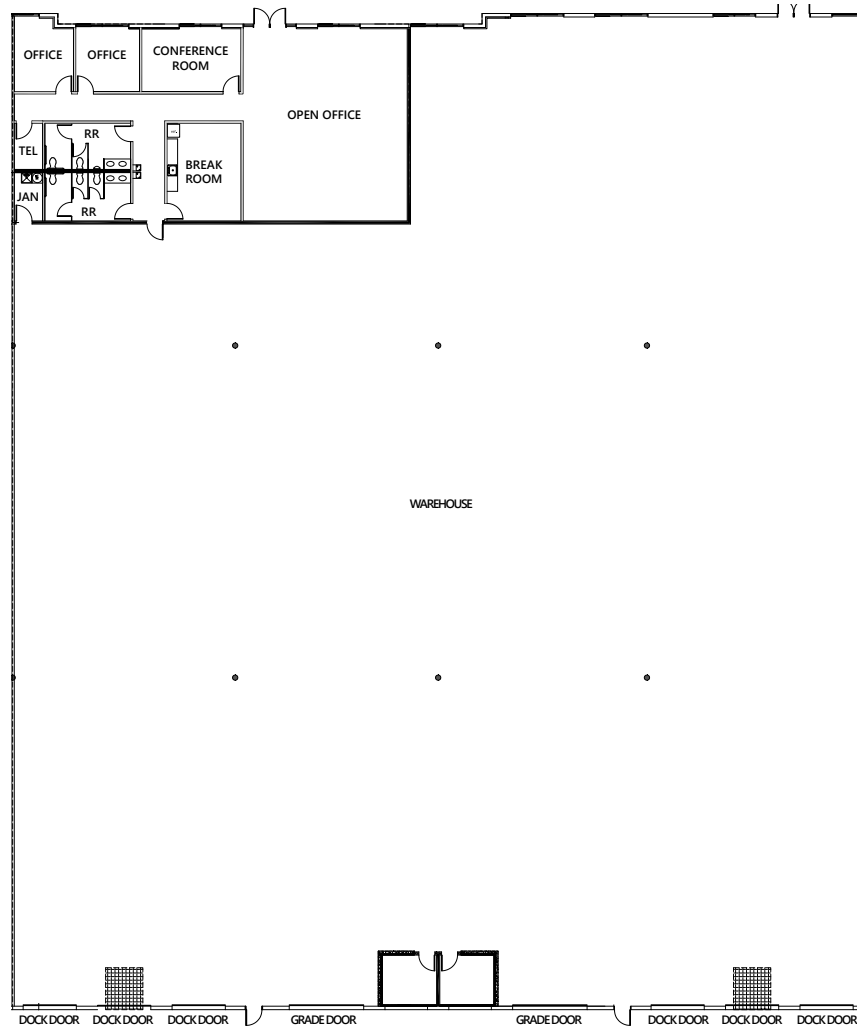 OFFICE
OFFICE
CONFERENCE
ROOM
OPEN OFFICE
RR
TEL
BREAK
ROOM
JAN
RR
WAREHOUSE
DOCK DOOR
DOCK DOOR
DOCK DOOR
GRADE DOOR
GRADE DOOR
DOCK DOOR
DOCK DOOR
DOCK DOOR